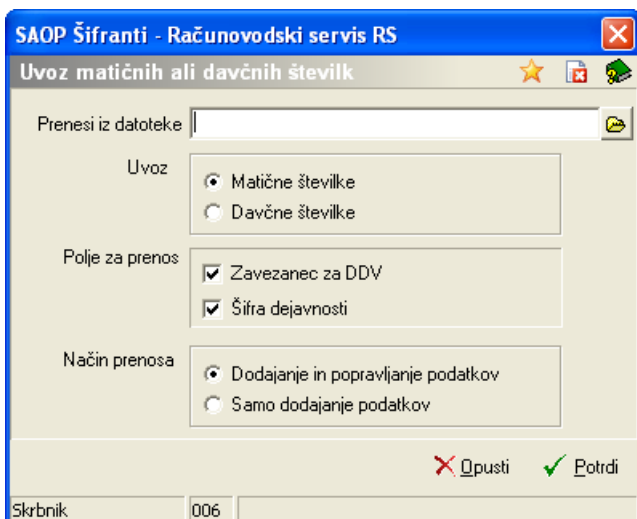 SAOP Šifranti - Računovodski servis RS
Uvoz matičnih ali davčnih številk
Prenesi iz datoteke
Uvoz
Matične številke
Davčne številke
Polje za prenos
Zavezanec za DDV
Šifra dejavnosti
Način prenosa
Dodajanje in popravljanje podatkov
Samo dodajanje podatkov
Opusti
Potrdi
Skrbnik
006